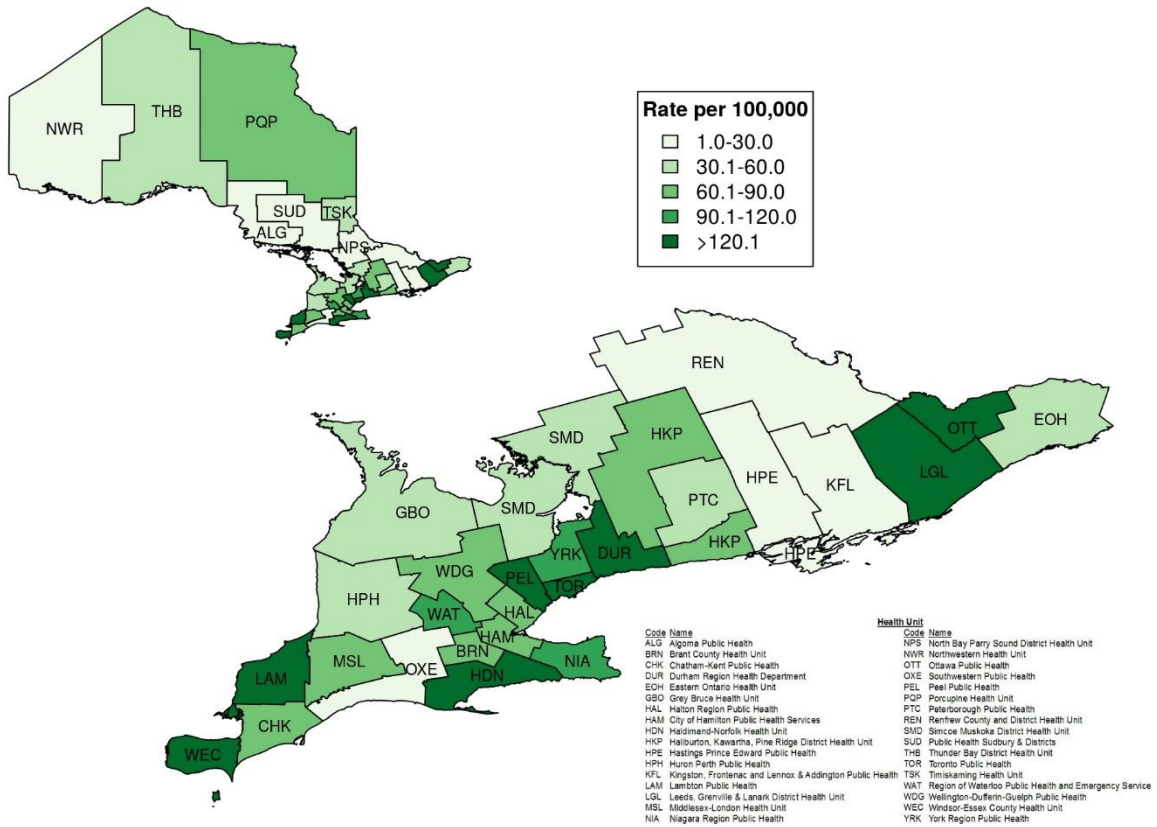 Rate per 100,000
1.0-30.0
30.1-60.0
60.1-90.0
90.1-120.0
>120.1
NWR
THB
PQP
SUD
TSK
ALG
NPS
REN
SMD
HKP
OTT
EOH
HPE
KFL
LGL
PTC
GBO
SMD
YRK
DUR
HKP
HPE
WDG
PEL
TOR
HPH
WAT
HAL
HAM
MSL
OXE
BRN
NIA
LAM
HDN
CHK
WEC
Health Unit
Code Name
ALG Algoma Public Health
BRN Brant County Health Unit
CHK Chatham-Kent Public Health
DUR Durham Region Health Department
EOH Eastern Ontario Health Unit
GBO Grey Bruce Health Unit
HAL Halton Region Public Health
HAM City of Hamilton Public Health Services
HDN Haldimand-Norfolk Health Unit
HKP Haliburton, Kawartha, Pine Ridge District Health Unit
HPE Hastings Prince Edward Public Health
HPH Huron Perth Public Health
KFL Kingston, Frontenac and Lennox & Addington Public Health
LAM Lambton Public Health
LGL Leeds, Grenville & Lanark District Health Unit
MSL Middlesex-London Health Unit
NIA Niagara Region Public Health
Code Name
NPS North Bay Parry Sound District Health Unit
NWR Northwestern Health Unit
OTT Ottawa Public Health
OXE Southwestern Public Health
PEL Peel Public Health
PQP Porcupine Health Unit
PTC Peterborough Public Health
REN Renfrew County and District Health Unit
SMD Simcoe Muskoka District Health Unit
SUD Public Health Sudbury & Districts
THB Thunder Bay District Health Unit
TOR Toronto Public Health
TSK Timiskaming Health Unit
WAT Region of Waterloo Public Health and Emergency Service
WDG Wellington-Dufferin-Guelph Public Health
WEC Windsor-Essex County Health Unit
YRK York Region Public Health